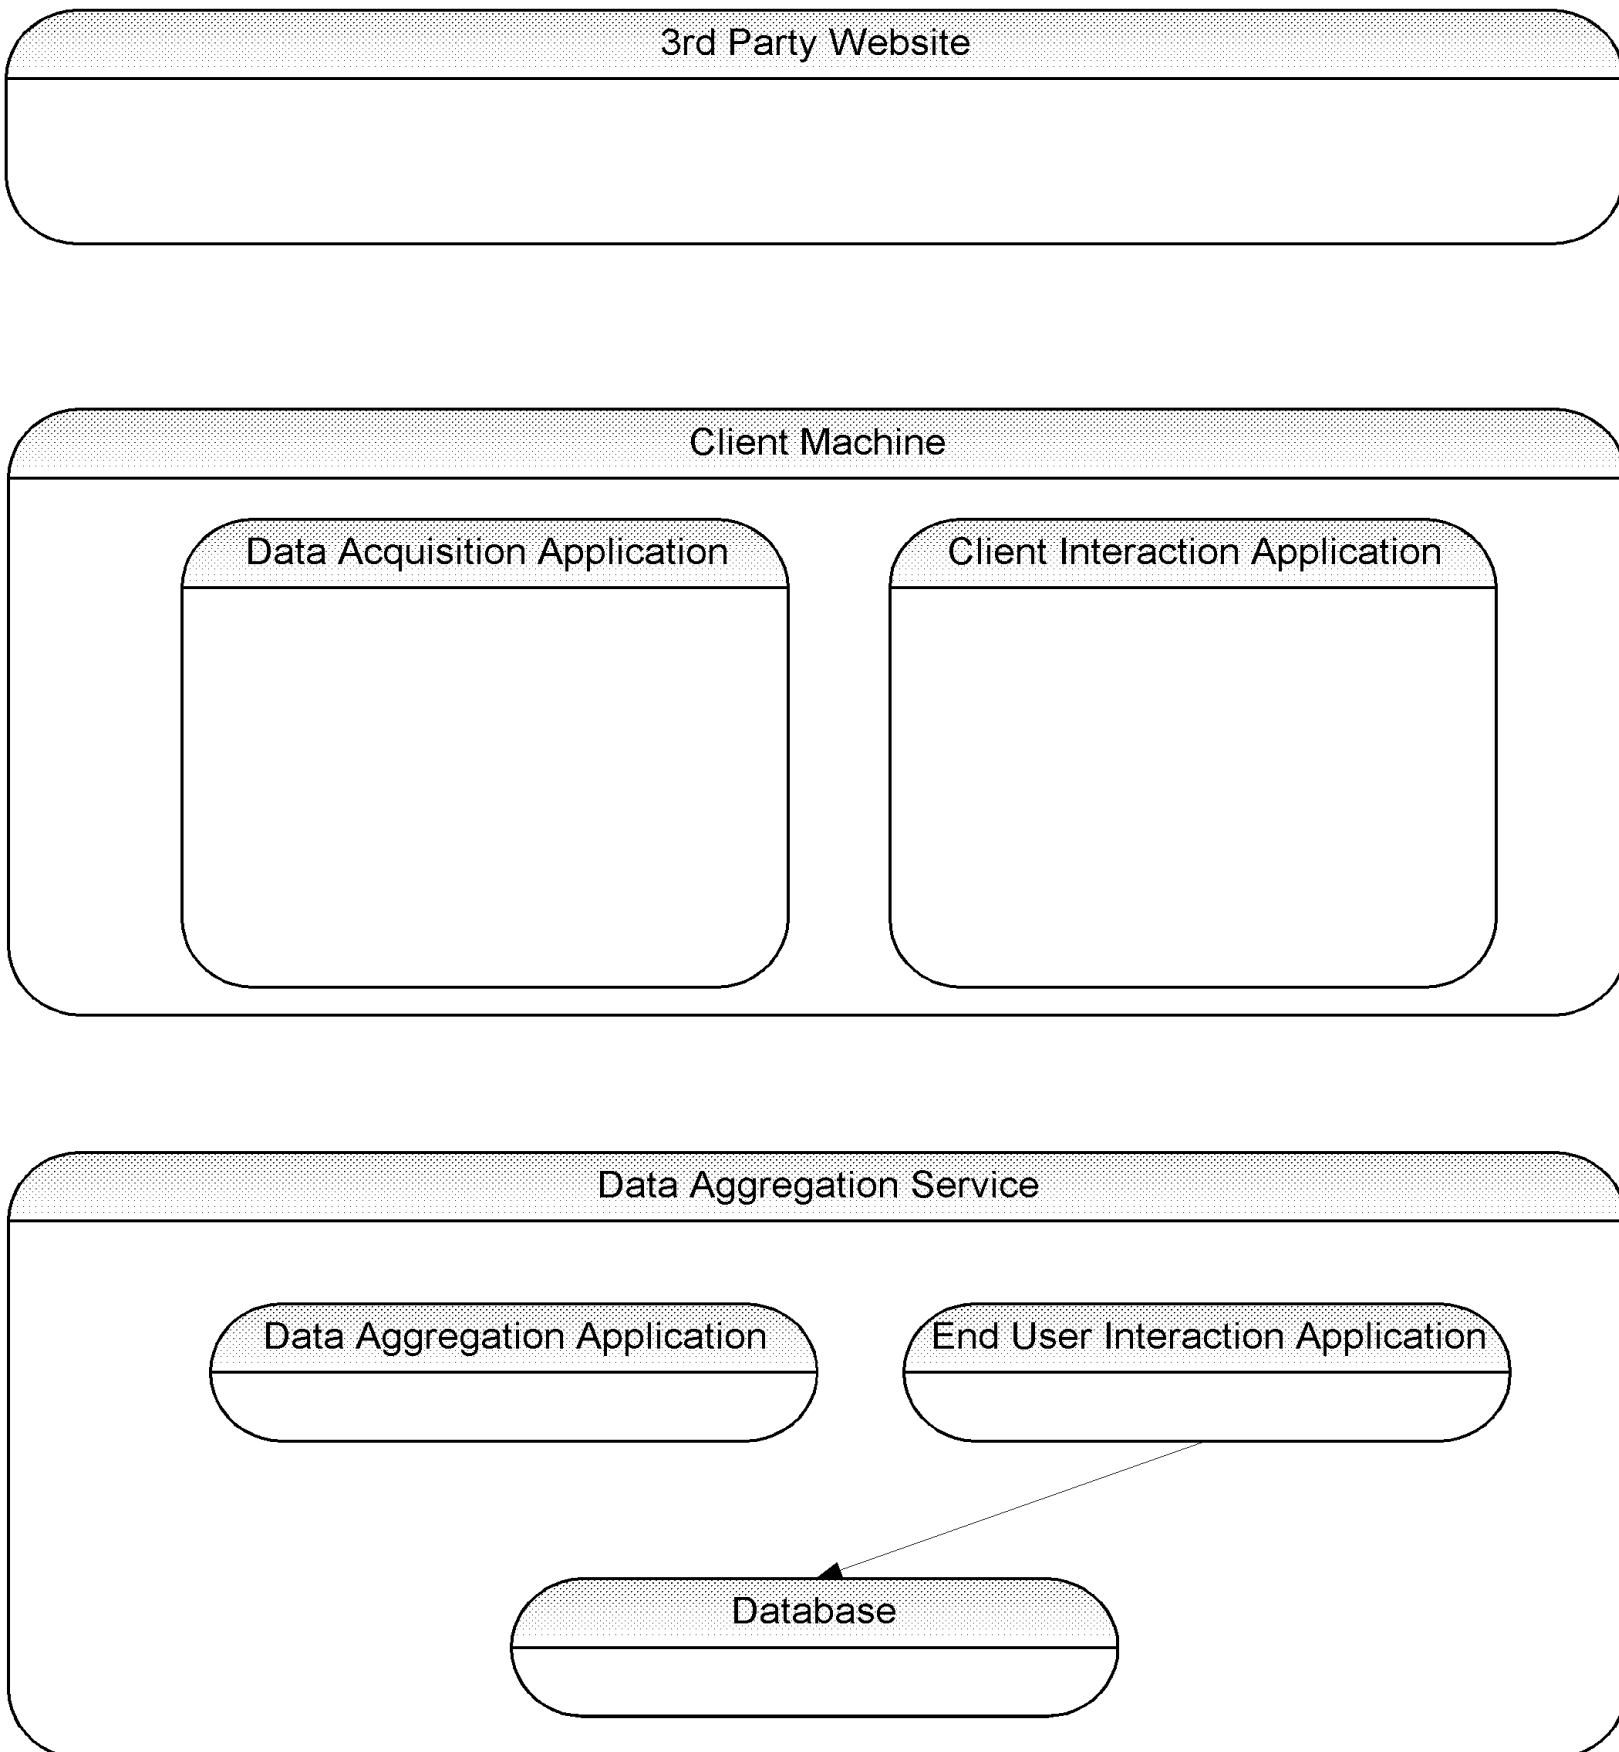 3rd Party Website
Client Machine
Data Acquisition Application
Client Interaction Application
Data Aggregation Service
Data Aggregation Application
End User Interaction Application
Database